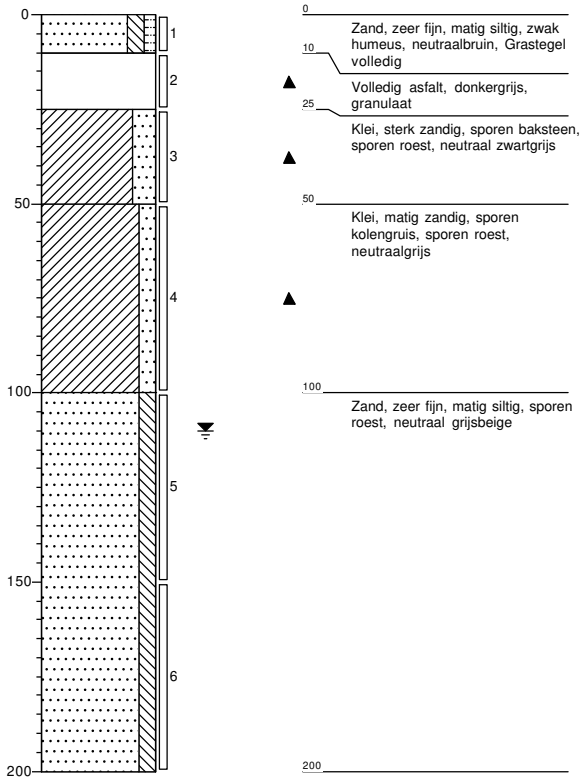 0
50
100
150
200
1
2
3
4
5
6
0
Zand, zeer fijn, matig siltig, zwak
humeus, neutraalbruin, Grastegel
volledig
10
Volledig asfalt, donkergrijs,
granulaat
25
Klei, sterk zandig, sporen baksteen,
sporen roest, neutraal zwartgrijs
50
Klei, matig zandig, sporen
kolengruis, sporen roest,
neutraalgrijs
100
Zand, zeer fijn, matig siltig, sporen
roest, neutraal grijsbeige
200